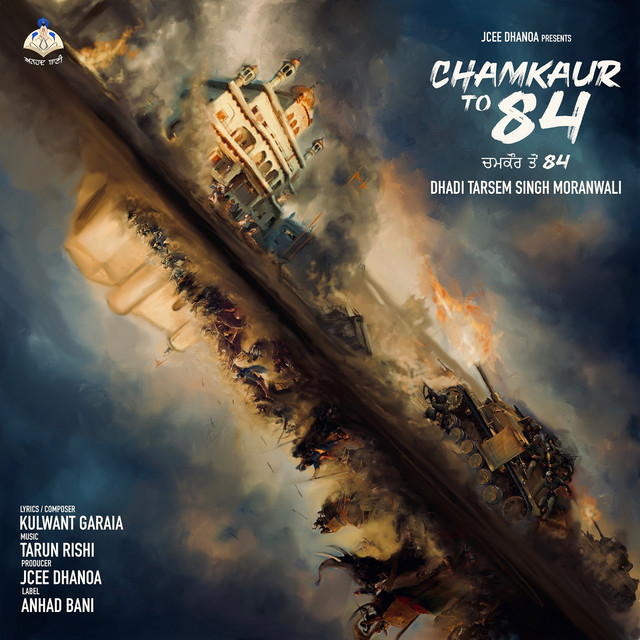 ਅਨਹਦ ਬਾਣੀ
JCEE DHANOA PRESENTS
CHAMKAUR
TO 84
ਚਮਕੌਰ ਤੋਂ 84
DHADI TARSEM SINGH MORANWALI
LYRICS / COMPOSER
KULWANT GARAIA
MUSIC
TARUN RISHI
PRODUCER
JCEE DHANOA
LABEL
ANHAD BANI